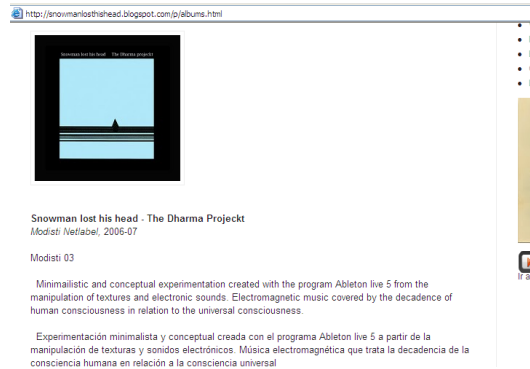 http://snowmanlosthishead.blogspot.com/p/albums.html
Snowman lost his head The Dharma projeckt
Snowman lost his head - The Dharma Projeckt
Modisti Netlabel, 2006-07
Modisti 03
Minimailistic and conceptual experimentation created with the program Ableton live 5 from the
manipulation of textures and electronic sounds. Electromagnetic music covered by the decadence of
human consciousness in relation to the universal consciousness.
Experimentación minimalista y conceptual creada con el programa Ableton live 5 a partir de la
manipulación de texturas y sonidos electrónicos. Música electromagnética que trata la decadencia de la
consciencia humana en relación a la consciencia universal
Ir a